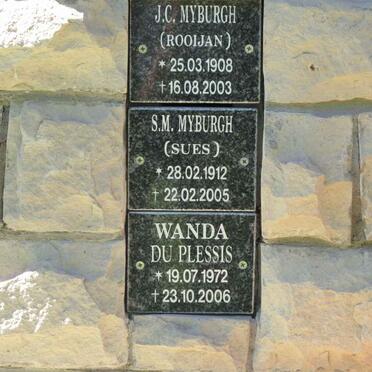 J.C. MYBURGH
(ROOIJAN)
* 25.03.1908
† 16.08.2003
S.M. MYBURGH
(SUES)
* 28.02.1912
† 22.02.2005
WANDA
DU PLESSIS
* 19.07.1972
† 23.10.2006